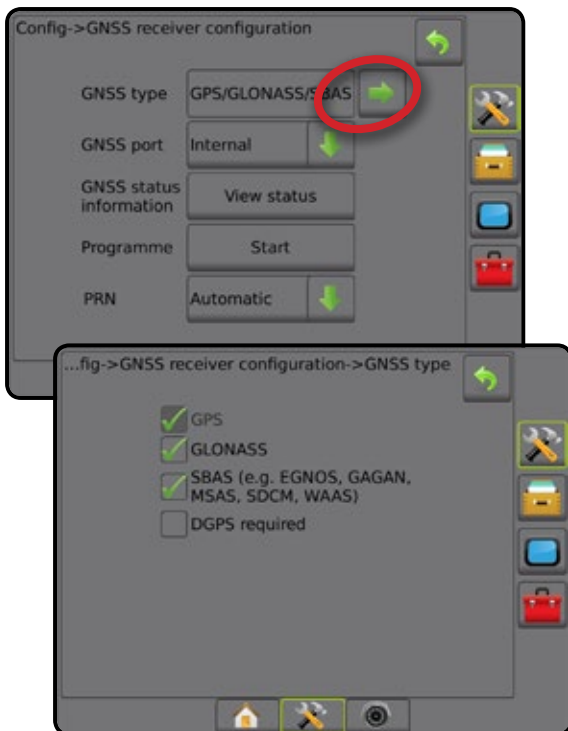 Config->GNSS receiver configuration
GNSS type
GPS/GLONASS/SBAS
GNSS port
Internal
GNSS status
information
View status
Programme
Start
PRN
Automatic
...fig->GNSS receiver configuration->GNSS type
GPS
GLONASS
SBAS (e.g. EGNOS, GAGAN,
MSAS, SDCM, WAAS)
DGPS required